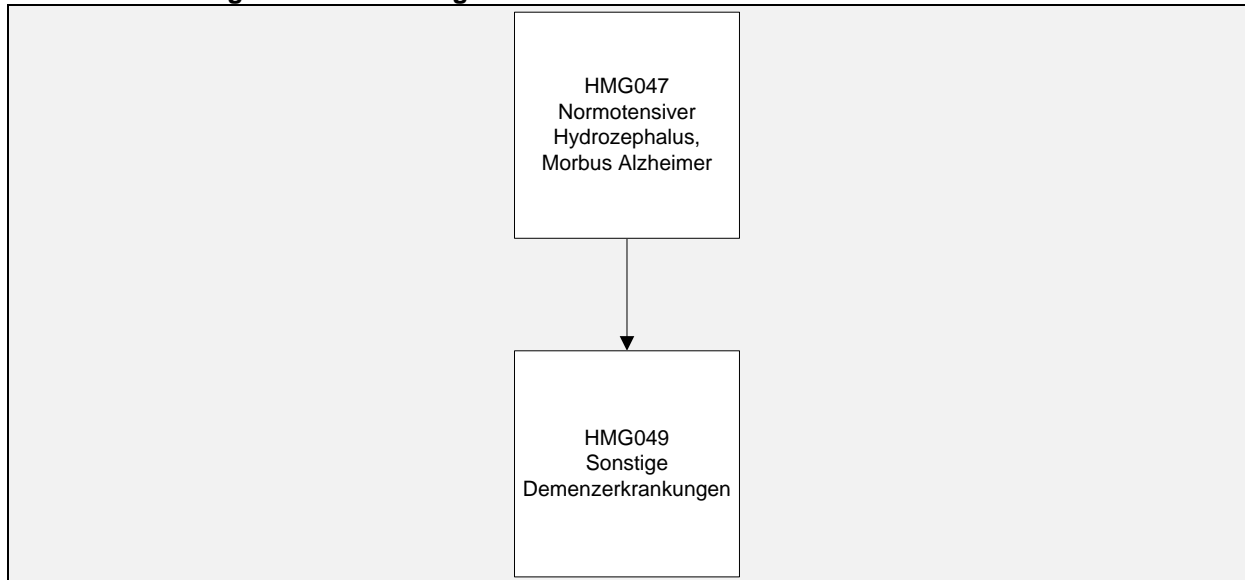 HMG047
Normotensiver
Hydrozephalus,
Morbus Alzheimer
HMG049
Sonstige
Demenzerkrankungen